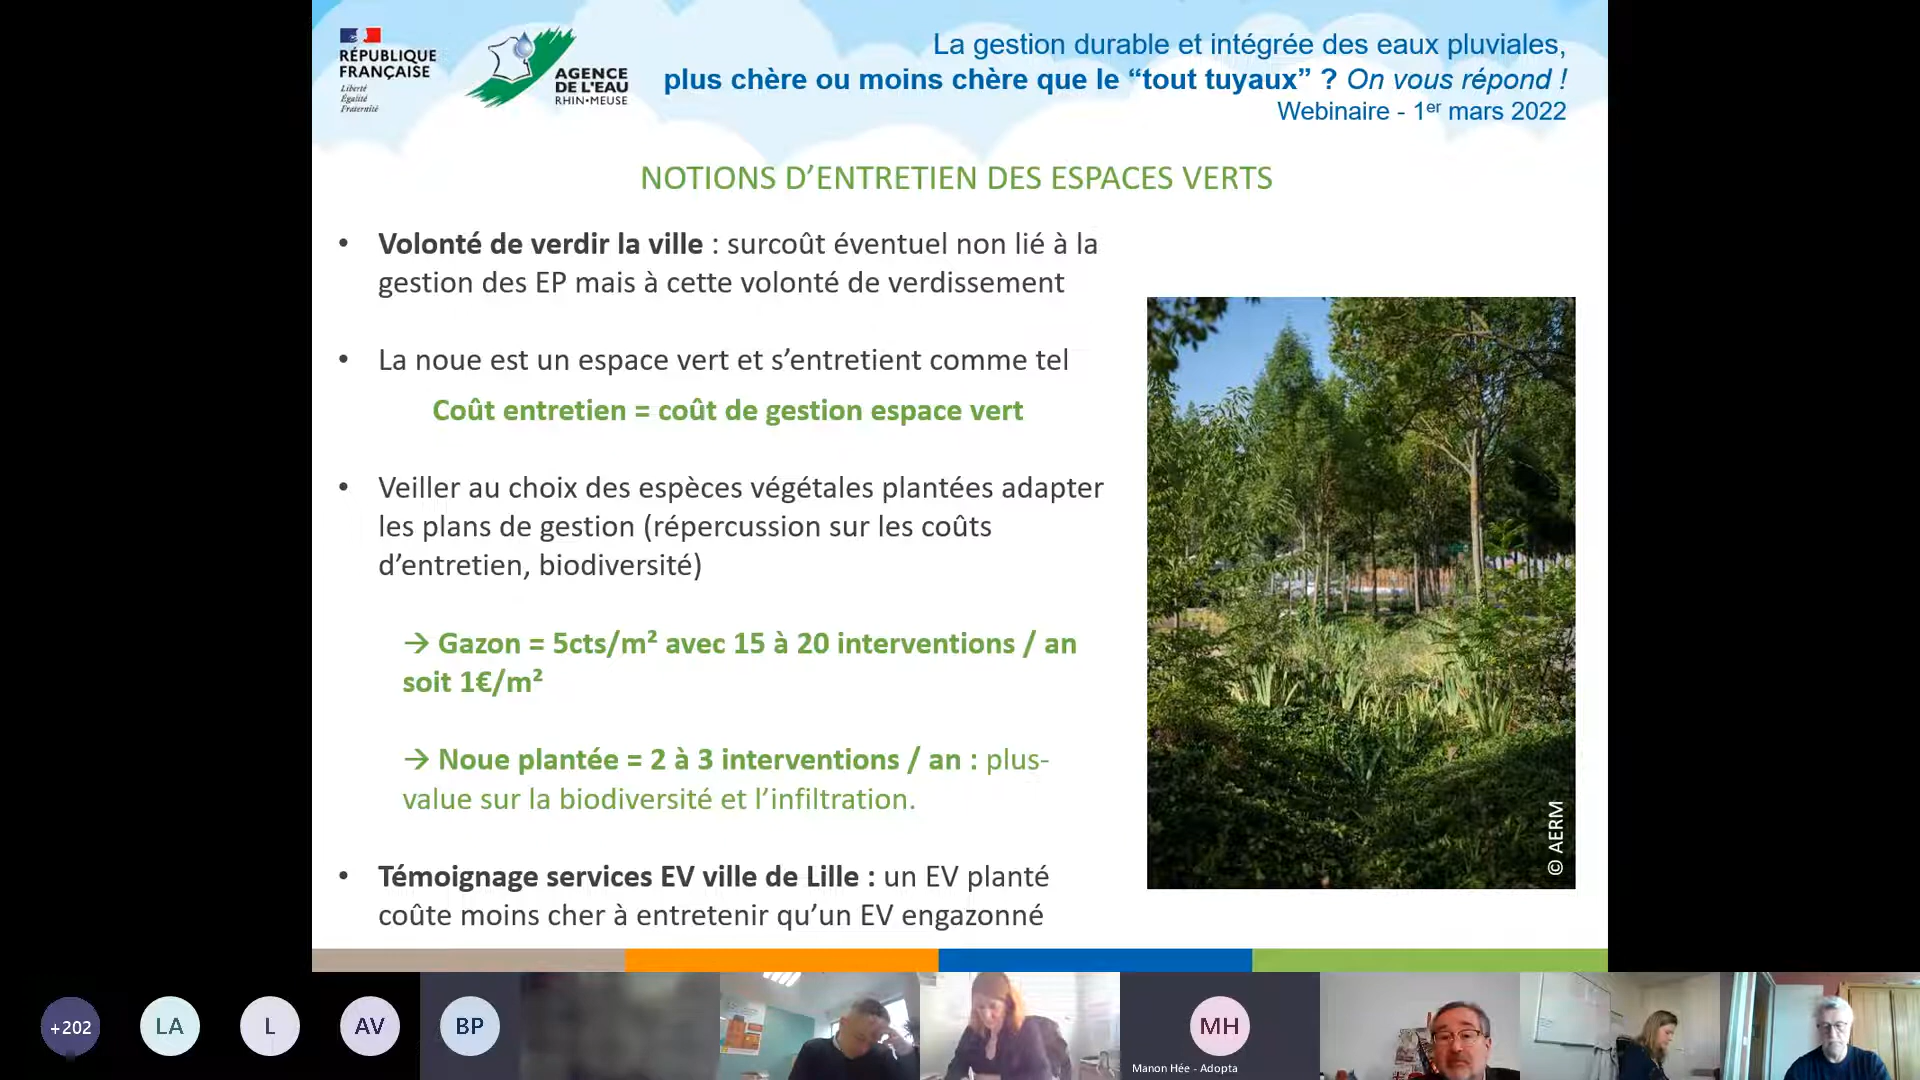 RÉPUBLIQUE
FRANÇAISE
Liberté
Égalité
Fraternité
AGENCE
DE L'EAU
RHIN•MEUSE
La gestion durable et intégrée des eaux pluviales,
plus chère ou moins chère que le “tout tuyaux” ? On vous répond !
Webinaire - 1er mars 2022
NOTIONS D’ENTRETIEN DES ESPACES VERTS
• Volonté de verdir la ville : surcoût éventuel non lié à la
gestion des EP mais à cette volonté de verdissement
• La noue est un espace vert et s’entretient comme tel
Coût entretien = coût de gestion espace vert
• Veiller au choix des espèces végétales plantées adapter
les plans de gestion (répercussion sur les coûts
d’entretien, biodiversité)
→ Gazon = 5cts/m² avec 15 à 20 interventions / an
soit 1€/m²
→ Noue plantée = 2 à 3 interventions / an : plus-
value sur la biodiversité et l’infiltration.
• Témoignage services EV ville de Lille : un EV planté
coûte moins cher à entretenir qu’un EV engazonné
© AERM
+202
LA
L
AV
BP
MH
Manon Hée - Adopta